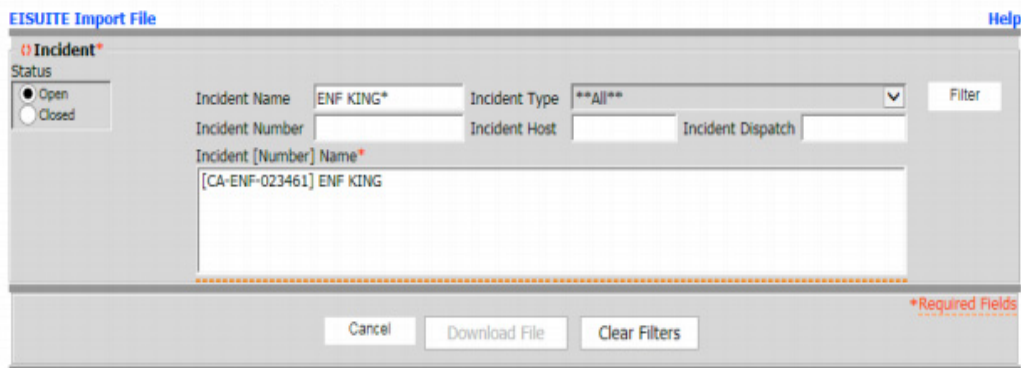 EISUITE Import File Help
Incident*
Status
Open
Closed
Incident Name ENF KING* Incident Type **All** Filter
Incident Number Incident Host Incident Dispatch
Incident [Number] Name*
[CA-ENF-023461] ENF KING
*Required Fields
Cancel Download File Clear Filters